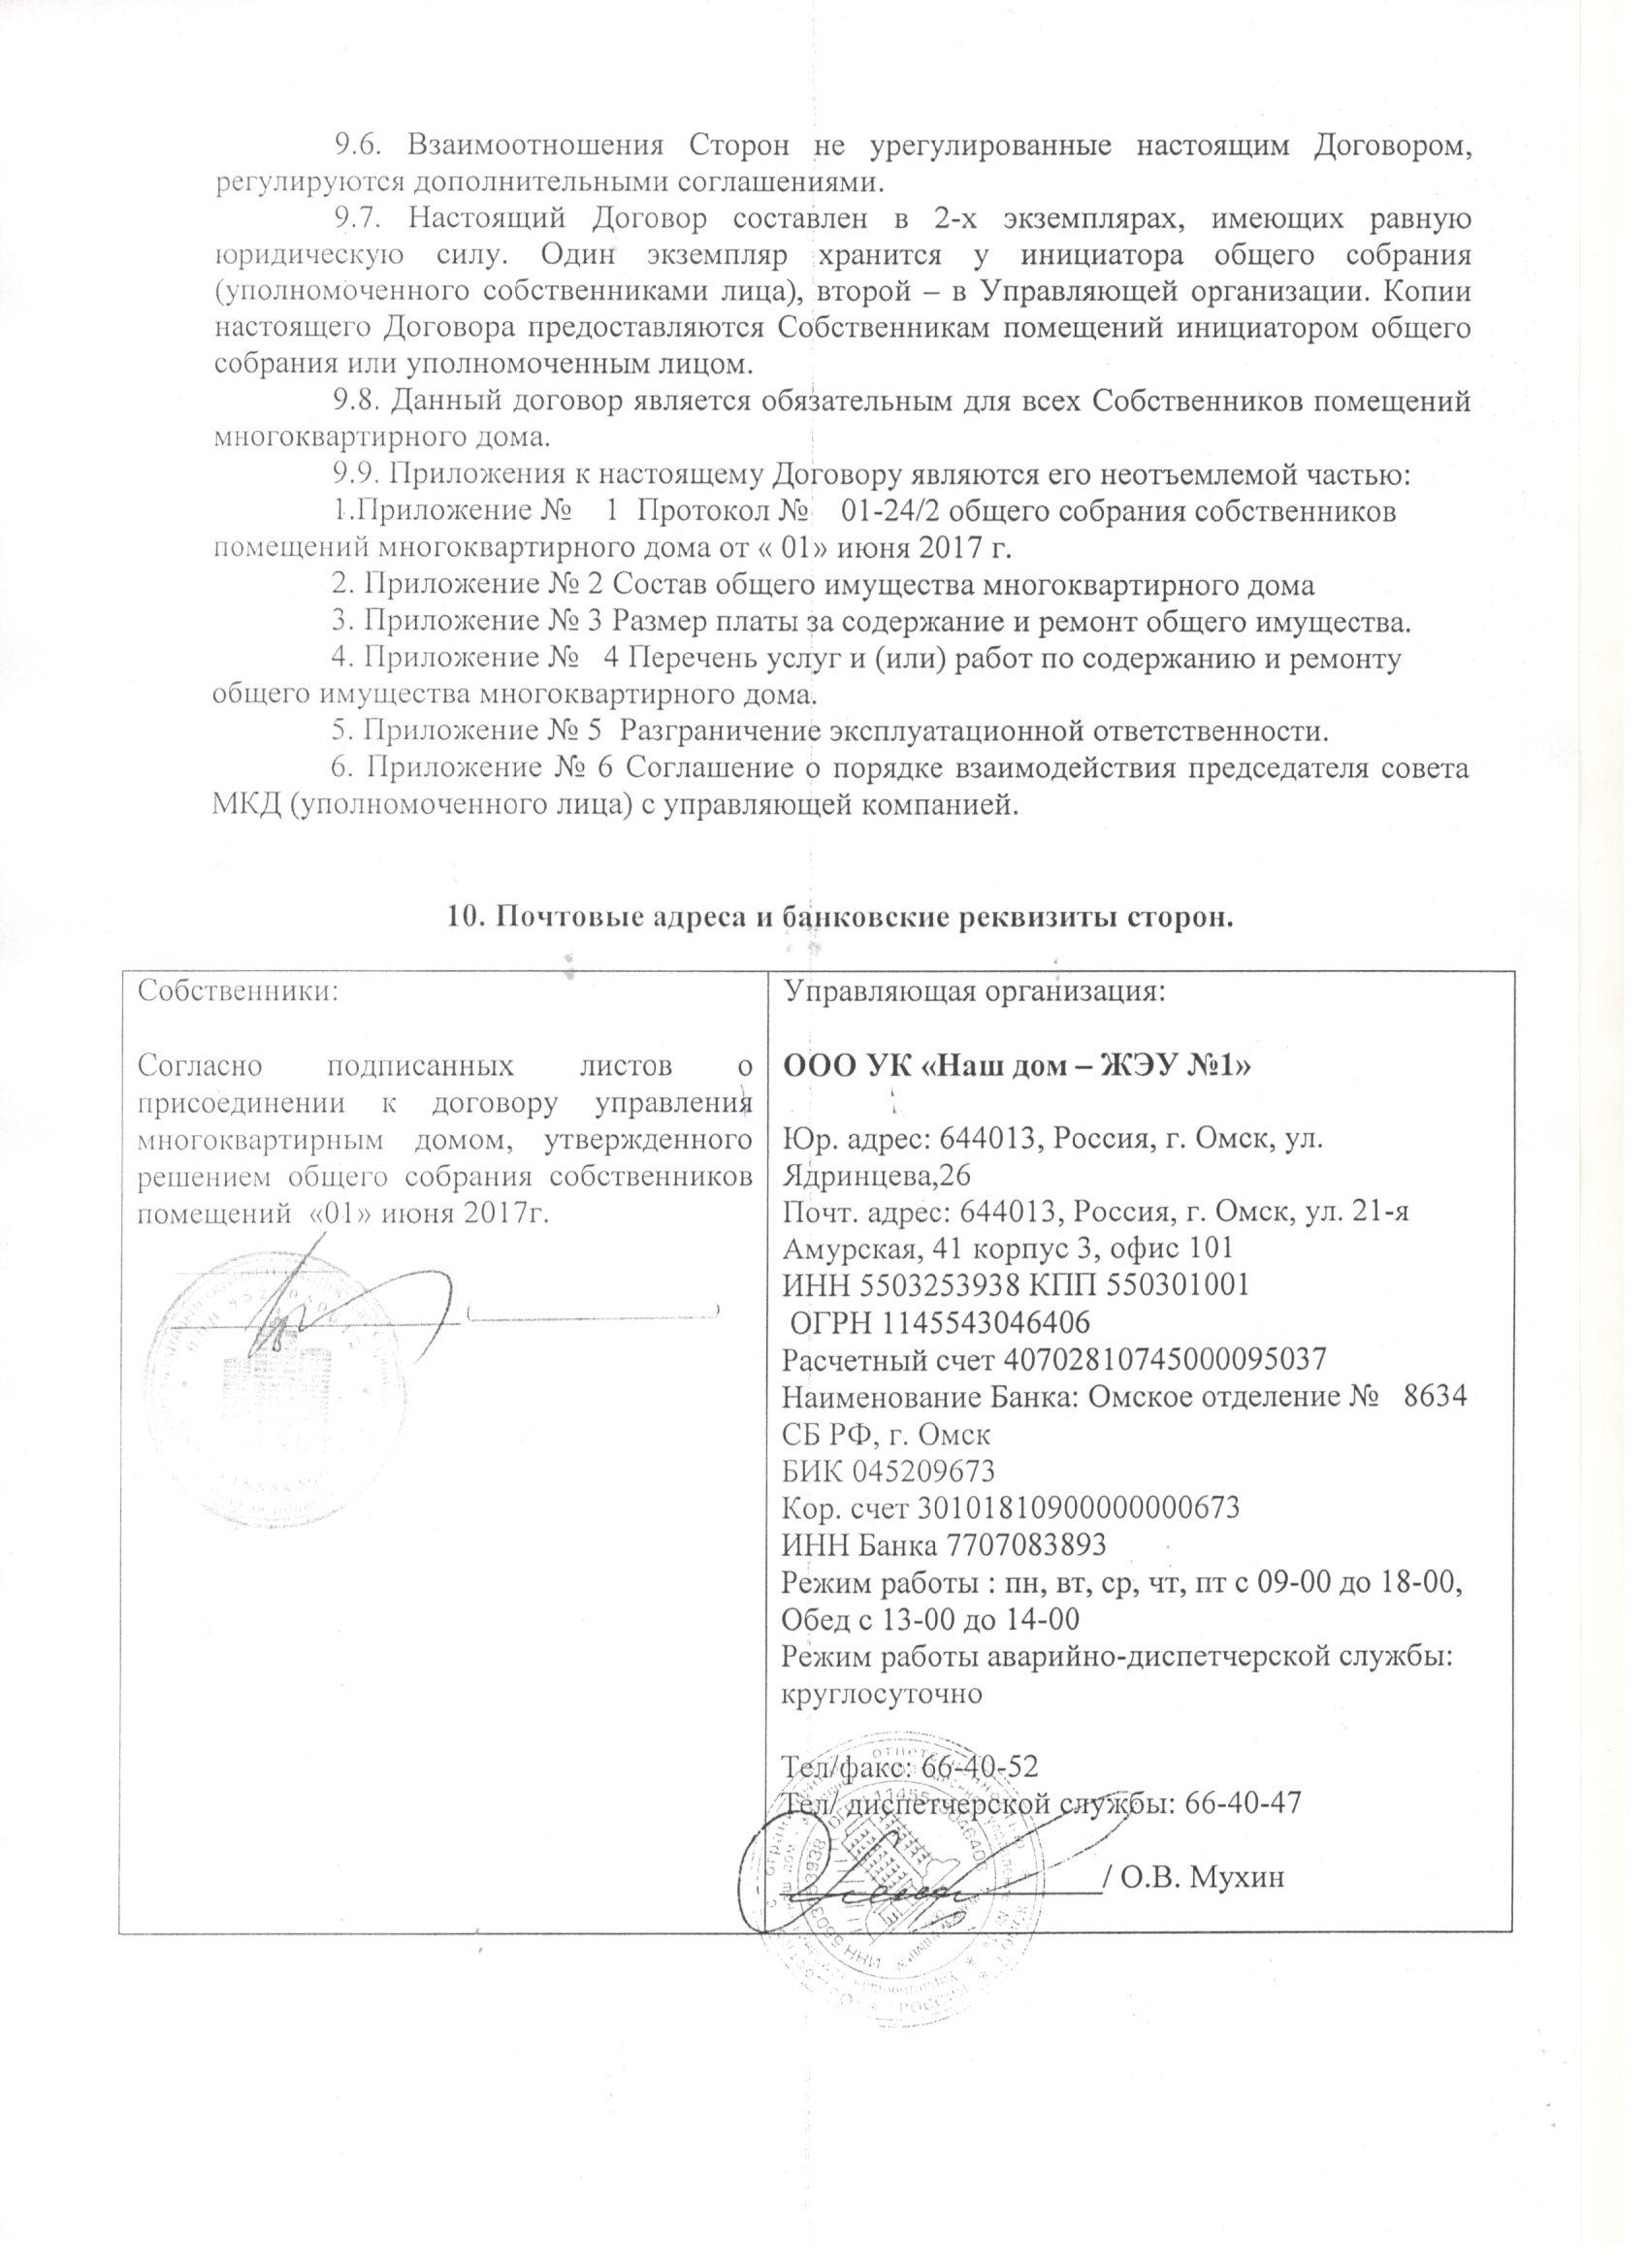 9.6. Взаимоотношения Сторон не урегулированные настоящим Договором,
регулируются дополнительными соглашениями.
9.7. Настоящий Договор составлен в 2-х экземплярах, имеющих равную
юридическую силу. Один экземпляр хранится у инициатора общего собрания
(уполномоченного собственниками лица), второй – в Управляющей организации. Копии
настоящего Договора предоставляются Собственникам помещений инициатором общего
собрания или уполномоченным лицом.
9.8. Данный договор является обязательным для всех Собственников помещений
многоквартирного дома.
9.9. Приложения к настоящему Договору являются его неотъемлемой частью:
1.Приложение № 1 Протокол № 01-24/2 общего собрания собственников
помещений многоквартирного дома от « 01» июня 2017 г.
2. Приложение № 2 Состав общего имущества многоквартирного дома
3. Приложение № 3 Размер платы за содержание и ремонт общего имущества.
4. Приложение № 4 Перечень услуг и (или) работ по содержанию и ремонту
общего имущества многоквартирного дома.
5. Приложение № 5 Разграничение эксплуатационной ответственности.
6. Приложение № 6 Соглашение о порядке взаимодействия председателя совета
МКД (уполномоченного лица) с управляющей компанией.
10. Почтовые адреса и банковские реквизиты сторон.
Собственники:
Согласно подписанных листов о
присоединении к договору управления
многоквартирным домом, утвержденного
решением общего собрания собственников
помещений «01» июня 2017г.
Управляющая организация:
ООО УК «Наш дом – ЖЭУ №1»
Юр. адрес: 644013, Россия, г. Омск, ул.
Ядринцева,26
Почт. адрес: 644013, Россия, г. Омск, ул. 21-я
Амурская, 41 корпус 3, офис 101
ИНН 5503253938 КПП 550301001
ОГРН 1145543046406
Расчетный счет 40702810745000095037
Наименование Банка: Омское отделение № 8634
СБ РФ, г. Омск
БИК 045209673
Кор. счет 30101810900000000673
ИНН Банка 7707083893
Режим работы : пн, вт, ср, чт, пт с 09-00 до 18-00,
Обед с 13-00 до 14-00
Режим работы аварийно-диспетчерской службы:
круглосуточно
Тел/факс: 66-40-52
Тел/ диспетчерской службы: 66-40-47
/ О.В. Мухин